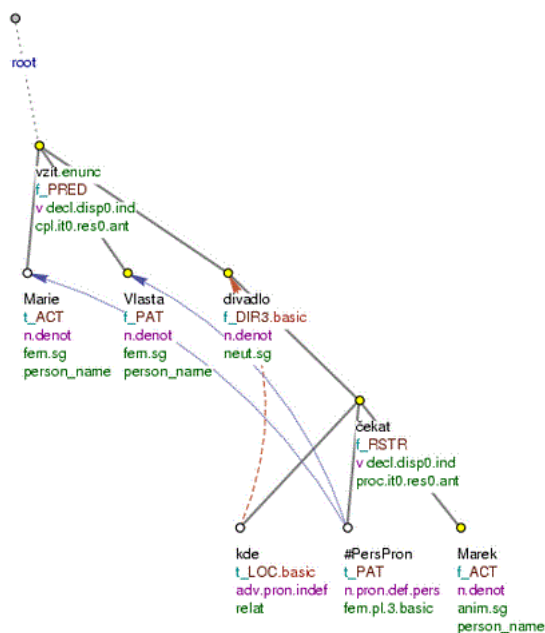 root
vzít.enunc
f_PRED
v decl.disp0.ind
cpl.it0.res0.ant
Marie
t_ACT
n.denot
fem.sg
person_name
Vlasta
f_PAT
n.denot
fem.sg
person_name
divadlo
f_DIR3.basic
n.denot
neut.sg
čekat
f_RSTR
v decl.disp0.ind
proc.it0.res0.ant
kde
t_LOC.basic
adv.pron.indef
relat
#PersPron
t_PAT
n.pron.def.pers
fem.pl.3.basic
Marek
f_ACT
n.denot
anim.sg
person_name